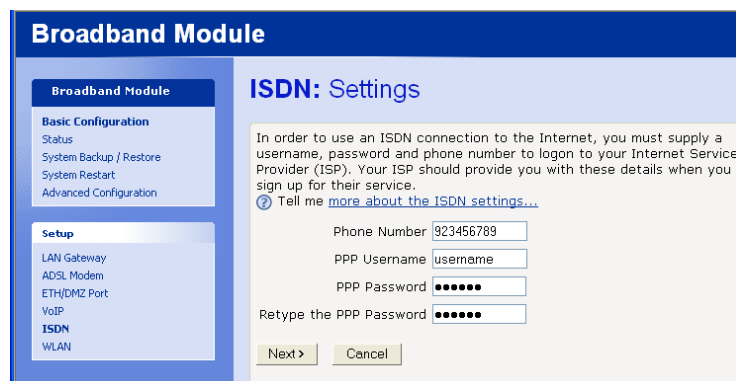 Broadband Modu
Broadband Module
Basic Configuration
Status
System Backup / Restore
System Restart
Advanced Configuration
Setup
LAN Gateway
ADSL Modem
ETH/DMZ Port
VoIP
ISDN
WLAN
ISDN: Settings
In order to use an ISDN connection to the Internet, you must supply a
username, password and phone number to logon to your Internet Service
Provider (ISP). Your ISP should provide you with these details when you
sign up for their service.
? Tell me more about the ISDN settings...
Phone Number 923456789
PPP Username username
PPP Password ●●●●●●
Retype the PPP Password ●●●●●●
Next> Cancel